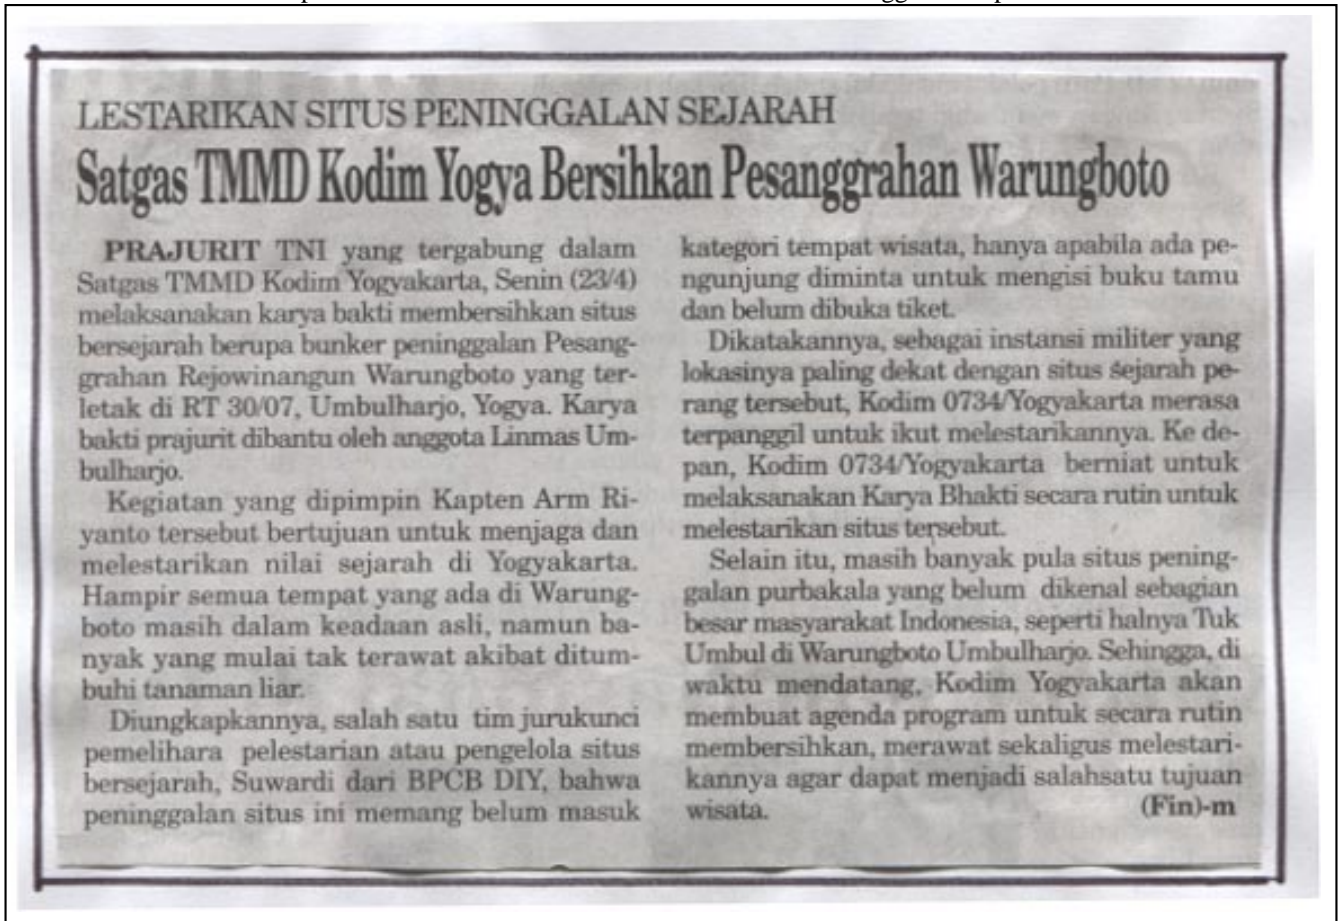 LESTARIKAN SITUS PENINGGALAN SEJARAH
Satgas TMMD Kodim Yogya Bersihkan Pesanggrahan Warungboto
PRAJURIT TNI yang tergabung dalam
Satgas TMMD Kodim Yogyakarta, Senin (23/4)
melaksanakan karya bakti membersihkan situs
bersejarah berupa bunker peninggalan Pesang-
grahan Rejowinangun Warungboto yang ter-
letak di RT 30/07, Umbulharjo, Yogya. Karya
bakti prajurit dibantu oleh anggota Linmas Um-
bulharjo.
Kegiatan yang dipimpin Kapten Arm Ri-
yanto tersebut bertujuan untuk menjaga dan
melestarikan nilai sejarah di Yogyakarta.
Hampir semua tempat yang ada di Warung-
boto masih dalam keadaan asli, namun ba-
nyak yang mulai tak terawat akibat ditum-
buhi tanaman liar.
Diungkapkannya, salah satu tim jurukunci
pemelihara pelestarian atau pengelola situs
bersejarah, Suwardi dari BPCB DIY, bahwa
peninggalan situs ini memang belum masuk
kategori tempat wisata, hanya apabila ada pe-
ngunjung diminta untuk mengisi buku tamu
dan belum dibuka tiket.
Dikatakannya, sebagai instansi militer yang
lokasinya paling dekat dengan situs sejarah pe-
rang tersebut, Kodim 0734/Yogyakarta merasa
terpanggil untuk ikut melestarikannya. Ke de-
pan, Kodim 0734/Yogyakarta berniat untuk
melaksanakan Karya Bhakti secara rutin untuk
melestarikan situs tersebut.
Selain itu, masih banyak pula situs pening-
galan purbakala yang belum dikenal sebagian
besar masyarakat Indonesia, seperti halnya Tuk
Umbul di Warungboto Umbulharjo. Sehingga, di
waktu mendatang, Kodim Yogyakarta akan
membuat agenda program untuk secara rutin
membersihkan, merawat sekaligus melestari-
kannya agar dapat menjadi salahsatu tujuan
wisata. (Fin)-m